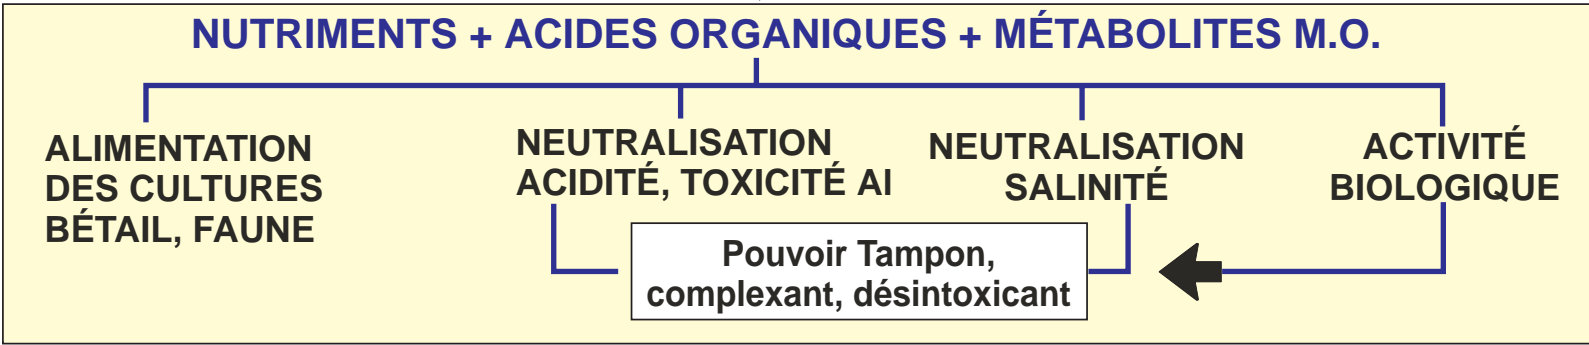 NUTRIMENTS + ACIDES ORGANIQUES + MÉTABOLITES M.O.
ALIMENTATION
DES CULTURES
BÉTAIL, FAUNE
NEUTRALISATION
ACIDITÉ, TOXICITÉ Al
NEUTRALISATION
SALINITÉ
ACTIVITÉ
BIOLOGIQUE
Pouvoir Tampon,
complexant, désintoxicant